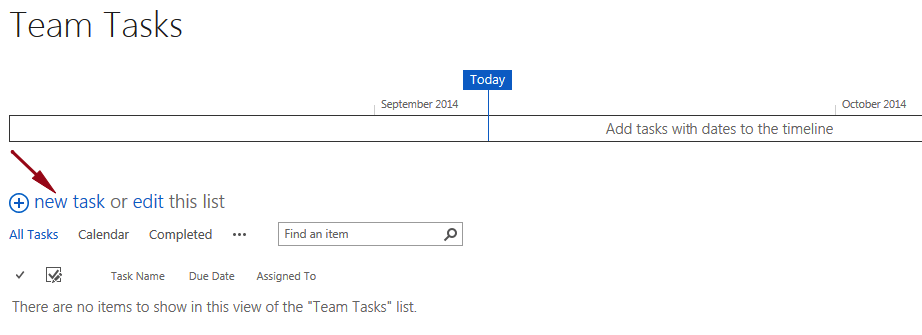 Team Tasks
Today
September 2014
October 2014
Add tasks with dates to the timeline
new task or edit this list
All Tasks Calendar Completed ••• Find an item
Task Name Due Date Assigned To
There are no items to show in this view of the "Team Tasks" list.